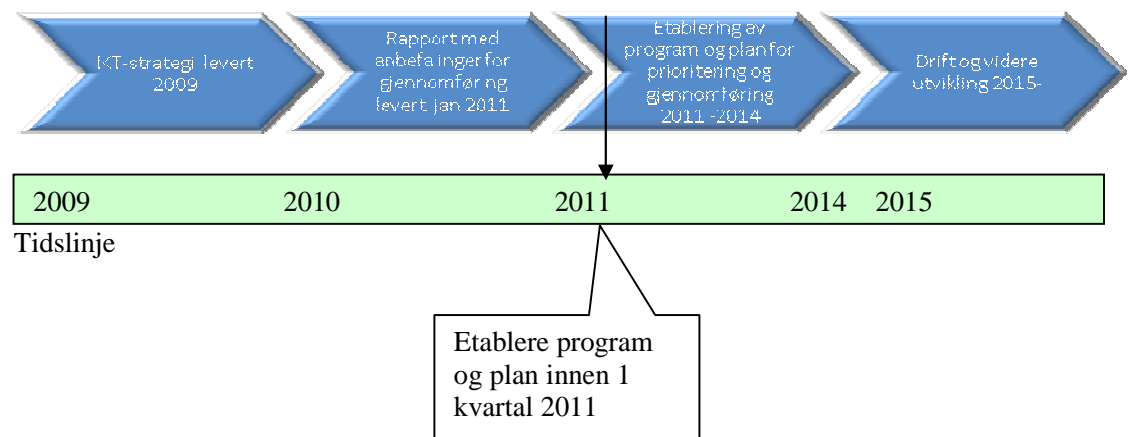 IKT-strategi levert
2009
Rapport med
anbefalinger for
gjennomføring
levert jan 2011
Etablering av
program og plan for
prioritering og
gjennomføring
2011 -2014
Drift og videre
utvikling 2015-
2009 2010 2011 2014 2015
Tidslinje
Etablere program
og plan innen 1
kvartal 2011